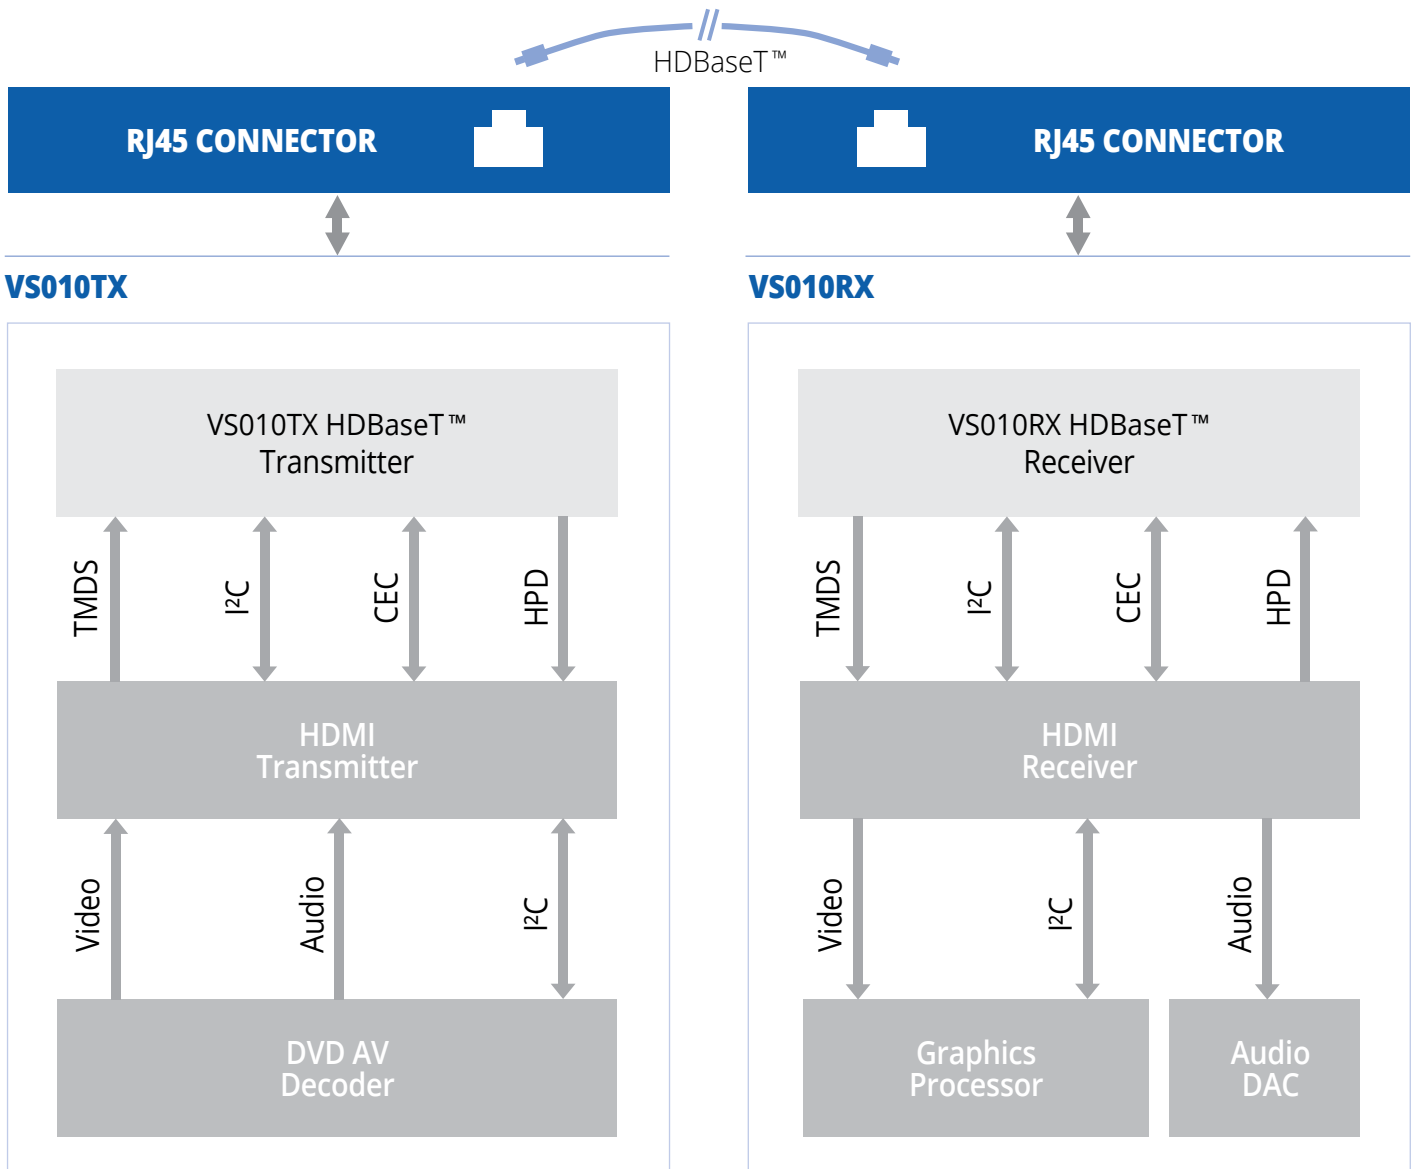 HDBaseT™
RJ45 CONNECTOR
RJ45 CONNECTOR
VS010TX
VS010TX HDBaseT™
Transmitter
TMDS
I²C
CEC
HPD
HDMI
Transmitter
Video
Audio
I²C
DVD AV
Decoder
VS010RX
VS010RX HDBaseT™
Receiver
TMDS
I²C
CEC
HPD
HDMI
Receiver
Video
I²C
Audio
Graphics
Processor
Audio
DAC